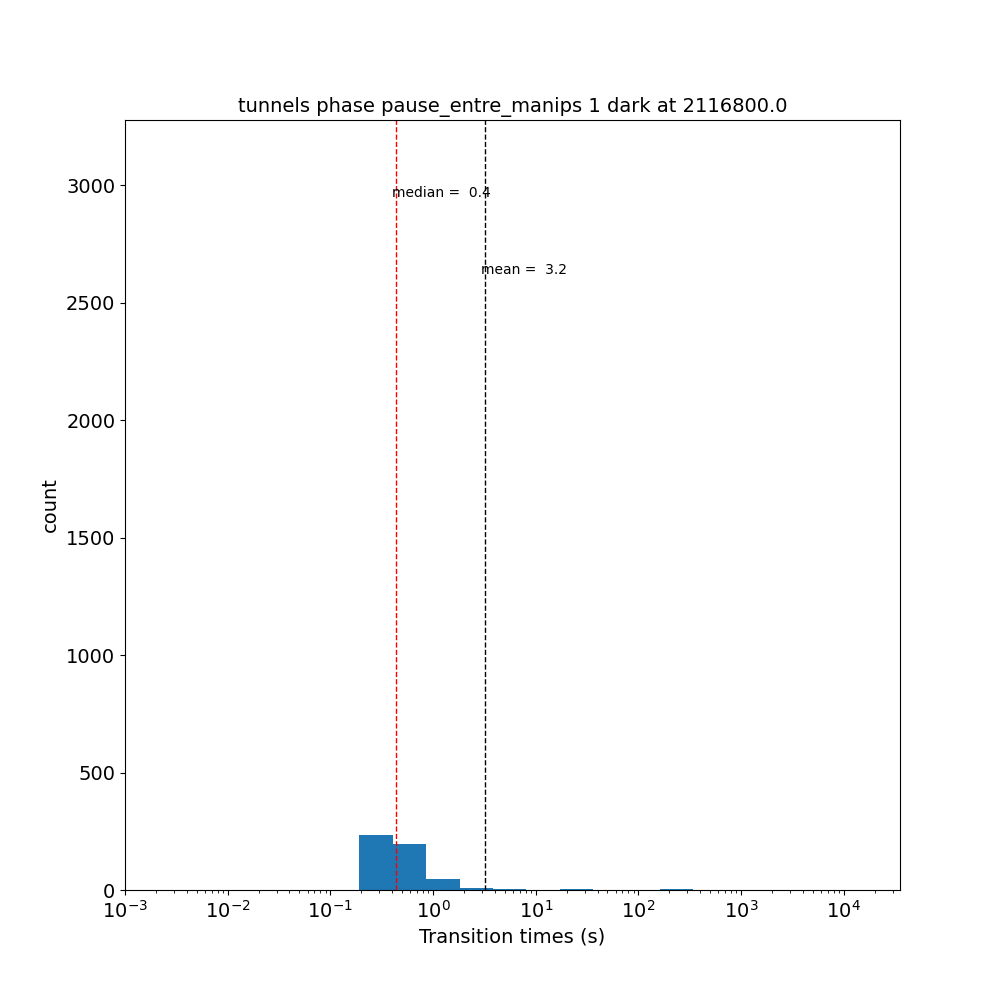 tunnels phase pause_entre_manips 1 dark at 2116800.0
3000
median =  0.4
mean =  3.2
2500
2000
1500
count
1000
500
0
10⁻³ 10⁻² 10⁻¹ 10⁰ 10¹ 10² 10³ 10⁴
Transition times (s)